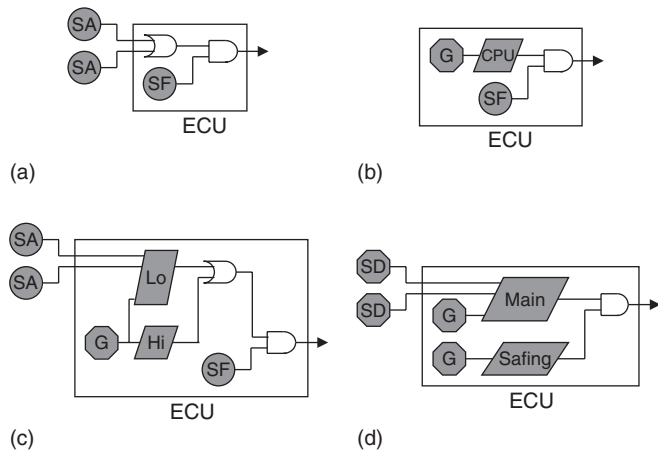 SA
SA
SF
ECU
(a)
G
CPU
SF
ECU
(b)
SA
SA
Lo
G
Hi
SF
ECU
(c)
SD
SD
Main
G
G
Safing
ECU
(d)